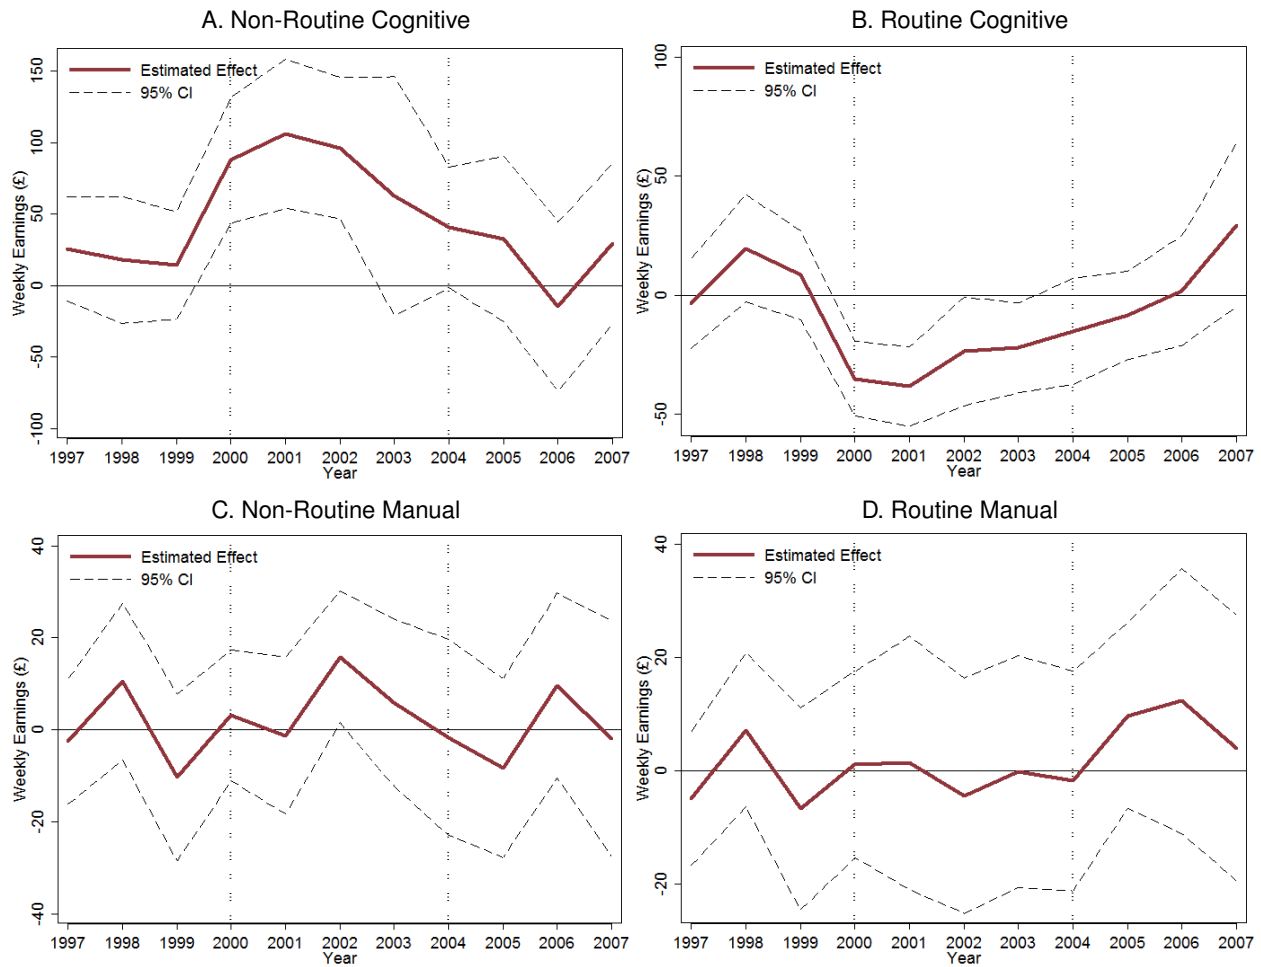 A. Non-Routine Cognitive
Estimated Effect
95% CI
Weekly Earnings (£)
150
100
50
0
-50
-100
1997 1998 1999 2000 2001 2002 2003 2004 2005 2006 2007
Year
B. Routine Cognitive
Estimated Effect
95% CI
Weekly Earnings (£)
100
50
0
-50
1997 1998 1999 2000 2001 2002 2003 2004 2005 2006 2007
Year
C. Non-Routine Manual
Estimated Effect
95% CI
Weekly Earnings (£)
40
20
0
-20
-40
1997 1998 1999 2000 2001 2002 2003 2004 2005 2006 2007
Year
D. Routine Manual
Estimated Effect
95% CI
Weekly Earnings (£)
40
20
0
-20
1997 1998 1999 2000 2001 2002 2003 2004 2005 2006 2007
Year